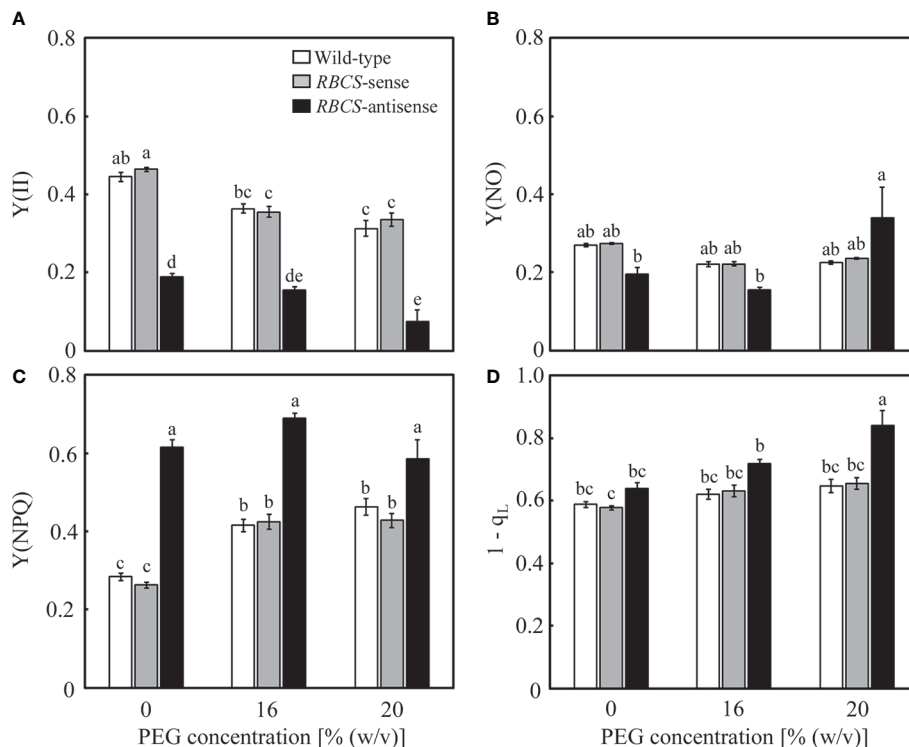 A
Y(II)
0.8
0.6
0.4
0.2
0
Wild-type
RBCS-sense
RBCS-antisense
ab a d
bc c de
c c e
B
Y(NO)
0.8
0.6
0.4
0.2
0
ab ab b
ab ab b
ab ab a
C
Y(NPQ)
0.8
0.6
0.4
0.2
0
c c a
b b a
b b a
0 16 20
PEG concentration [% (w/v)]
D
1 - qL
1.0
0.8
0.6
0.4
0.2
0
bc c bc
bc bc b
bc bc a
0 16 20
PEG concentration [% (w/v)]